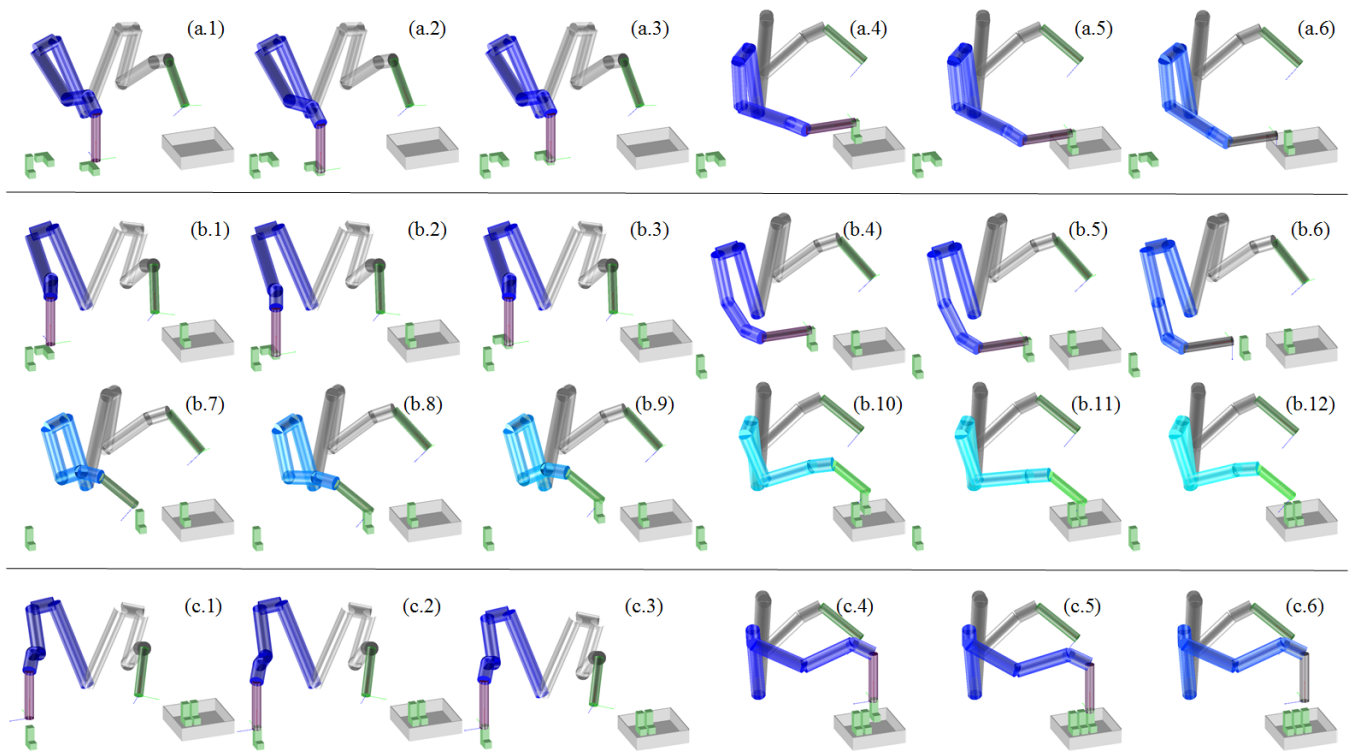 (a.1) (a.2) (a.3) (a.4) (a.5) (a.6)
(b.1) (b.2) (b.3) (b.4) (b.5) (b.6)
(b.7) (b.8) (b.9) (b.10) (b.11) (b.12)
(c.1) (c.2) (c.3) (c.4) (c.5) (c.6)